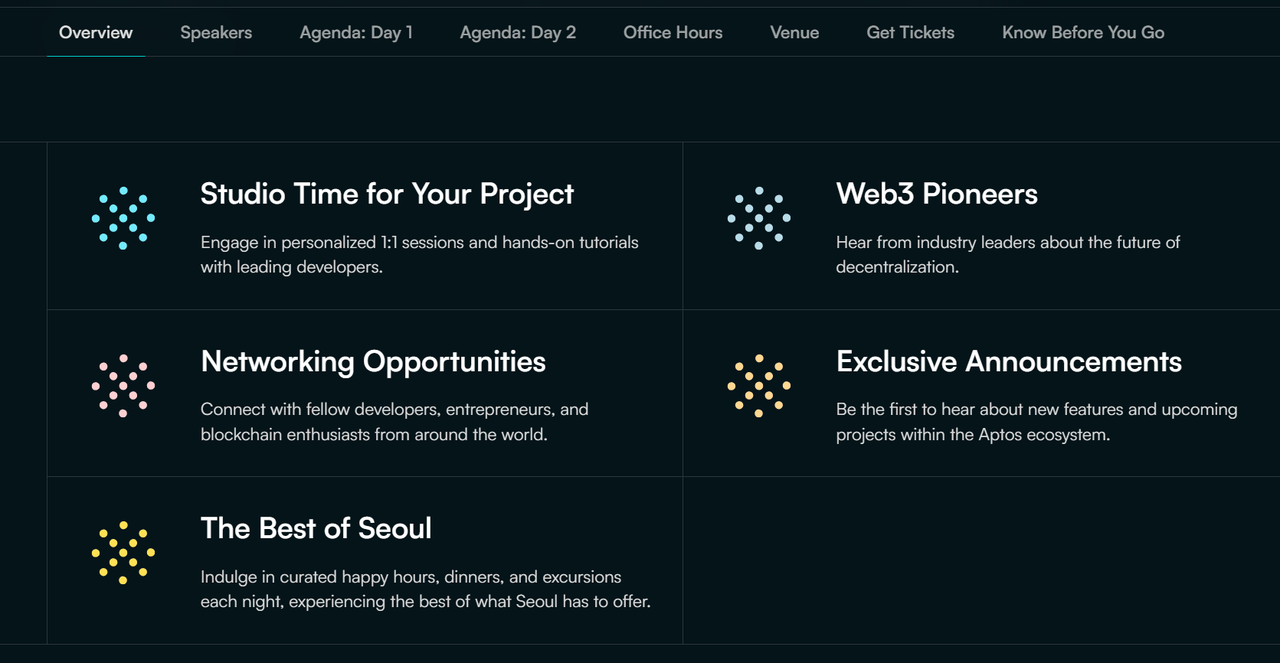 Overview Speakers Agenda: Day 1 Agenda: Day 2 Office Hours Venue Get Tickets Know Before You Go
Studio Time for Your Project
Engage in personalized 1:1 sessions and hands-on tutorials
with leading developers.
Web3 Pioneers
Hear from industry leaders about the future of
decentralization.
Networking Opportunities
Connect with fellow developers, entrepreneurs, and
blockchain enthusiasts from around the world.
Exclusive Announcements
Be the first to hear about new features and upcoming
projects within the Aptos ecosystem.
The Best of Seoul
Indulge in curated happy hours, dinners, and excursions
each night, experiencing the best of what Seoul has to offer.